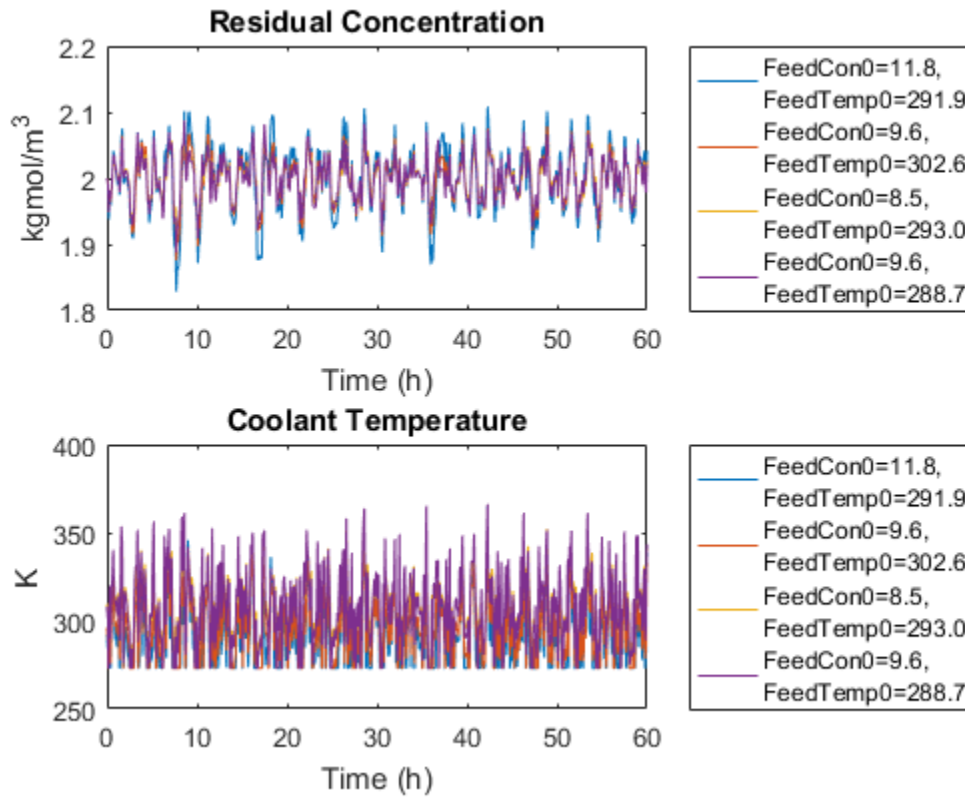 Residual Concentration
2.2
2.1
2
1.9
1.8
kgmol/m³
0 10 20 30 40 50 60
Time (h)
FeedCon0=11.8,
FeedTemp0=291.9
FeedCon0=9.6,
FeedTemp0=302.6
FeedCon0=8.5,
FeedTemp0=293.0
FeedCon0=9.6,
FeedTemp0=288.7
Coolant Temperature
400
350
300
250
K
0 10 20 30 40 50 60
Time (h)
FeedCon0=11.8,
FeedTemp0=291.9
FeedCon0=9.6,
FeedTemp0=302.6
FeedCon0=8.5,
FeedTemp0=293.0
FeedCon0=9.6,
FeedTemp0=288.7